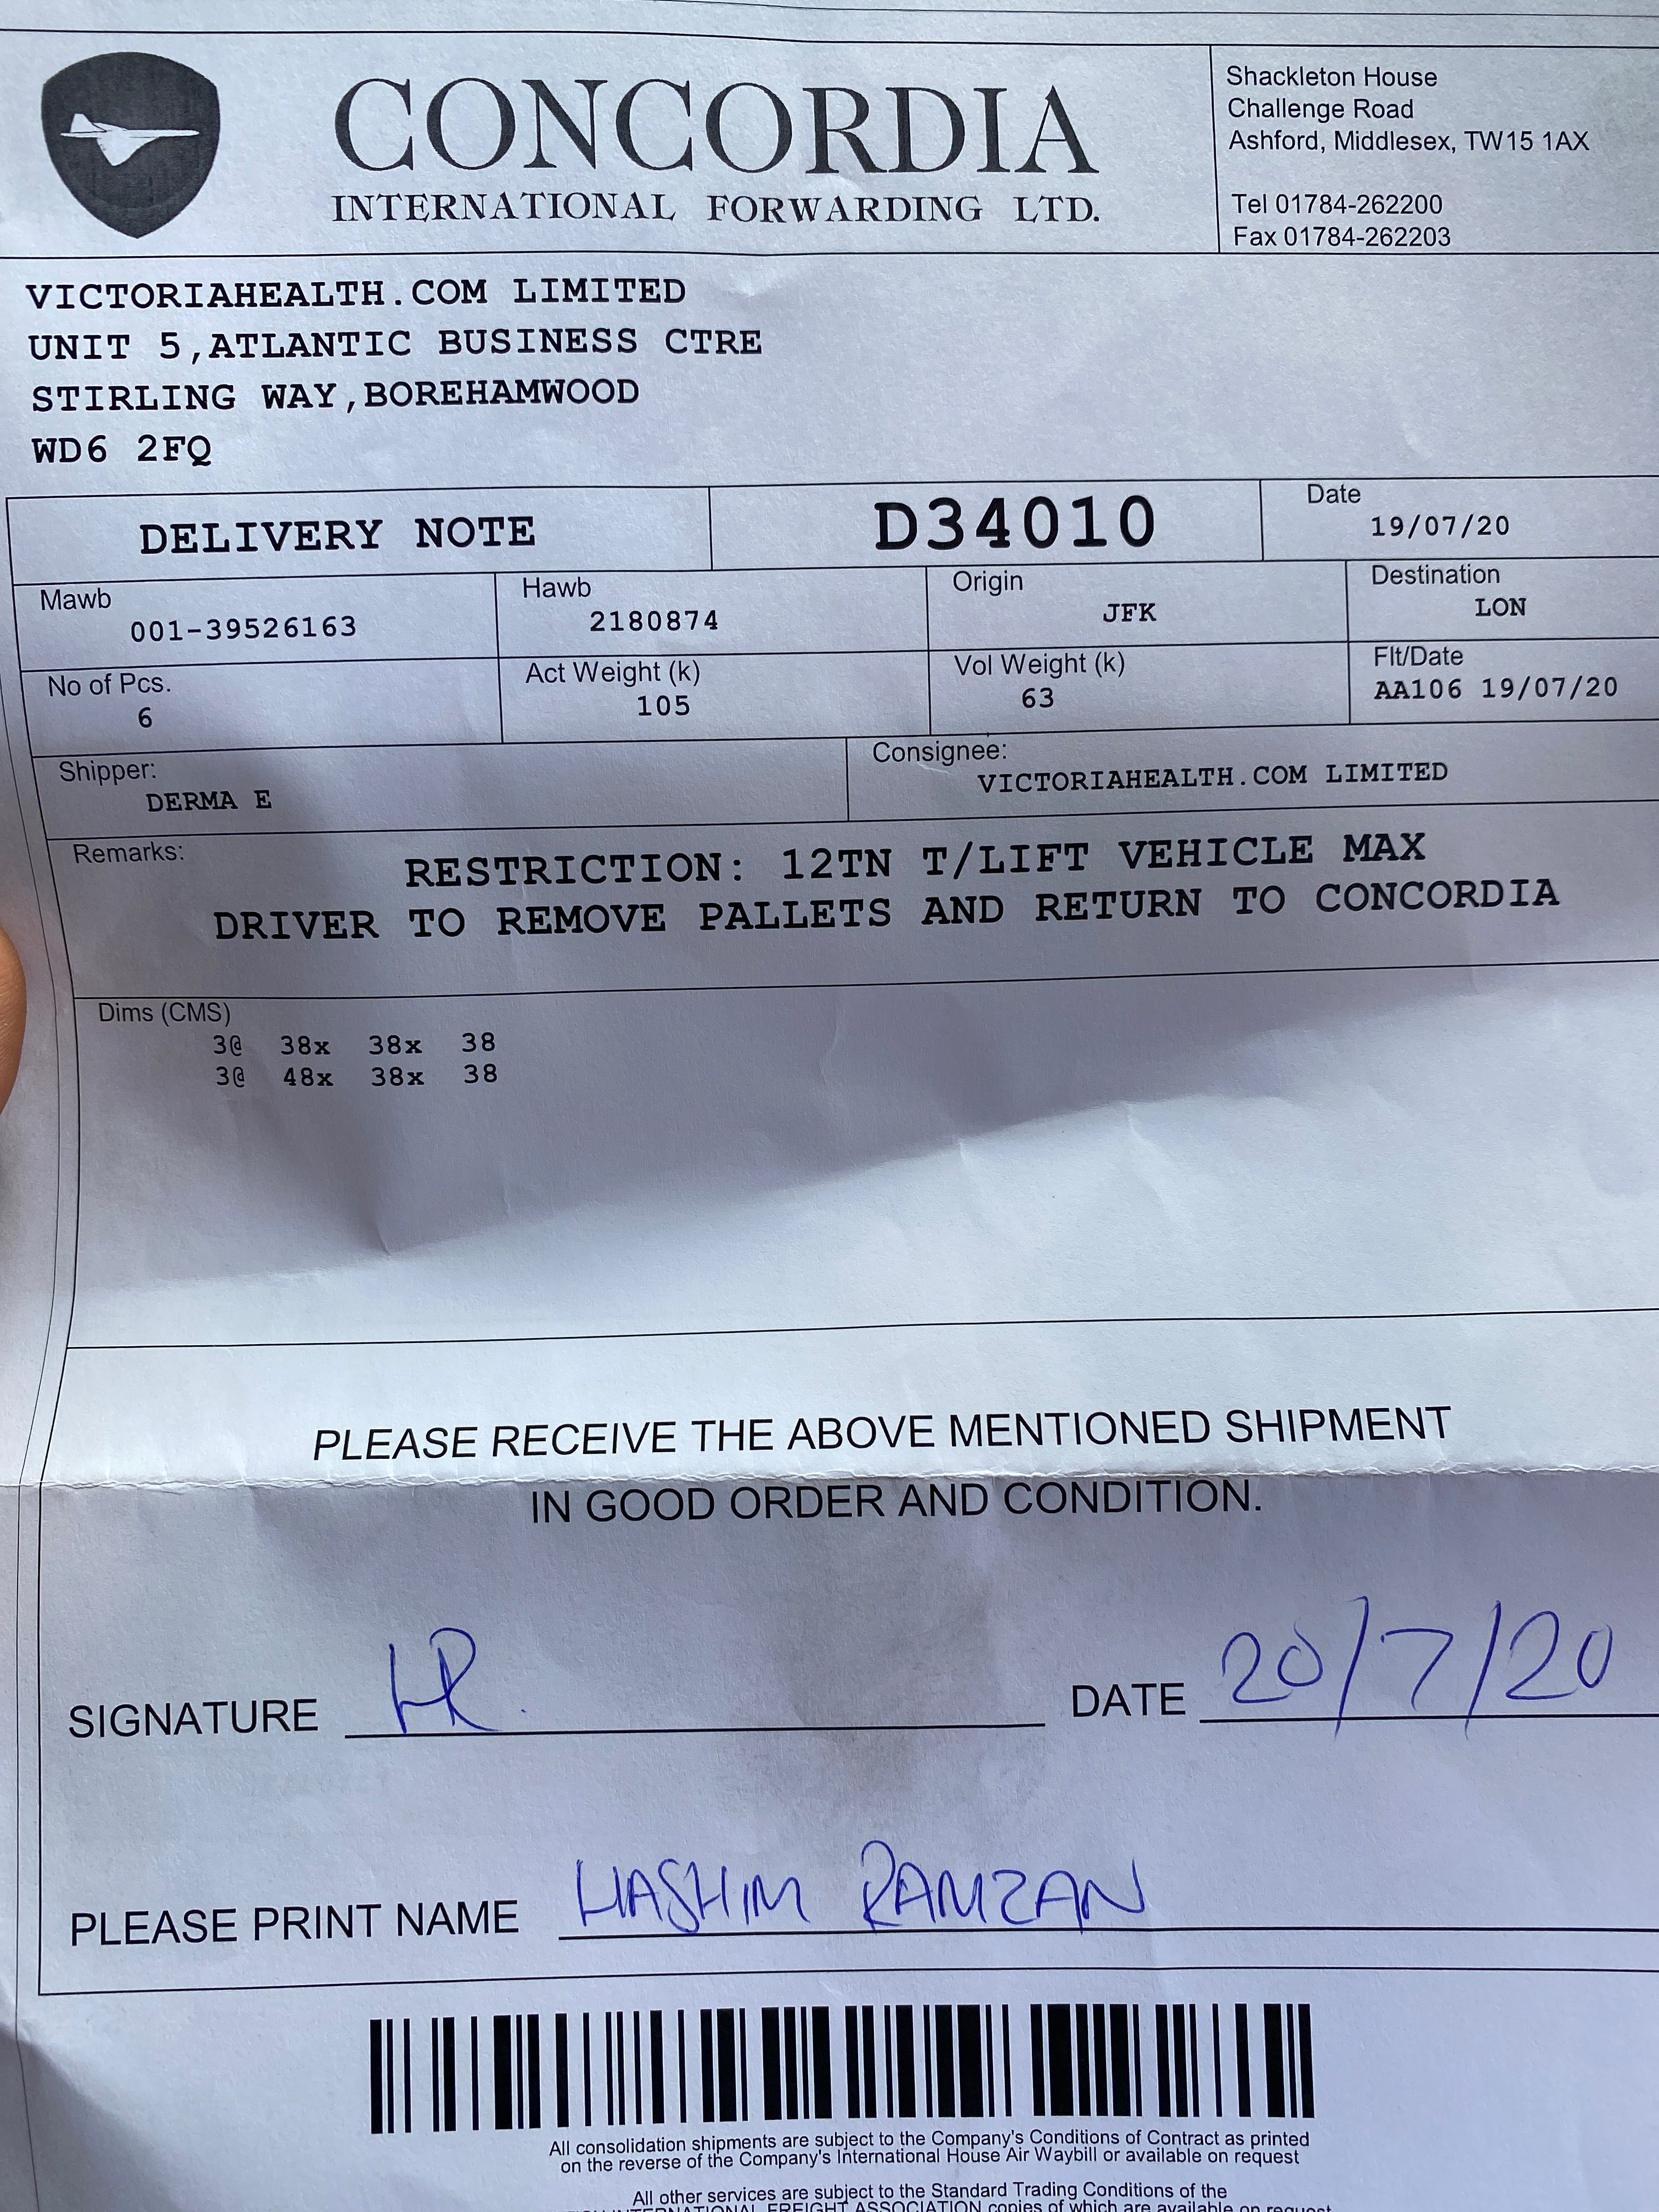 CONCORDIA
INTERNATIONAL FORWARDING LTD.
Shackleton House
Challenge Road
Ashford, Middlesex, TW15 1AX
Tel 01784-262200
Fax 01784-262203
VICTORIAHEALTH.COM LIMITED
UNIT 5,ATLANTIC BUSINESS CTRE
STIRLING WAY,BOREHAMWOOD
WD6 2FQ
DELIVERY NOTE
D34010
Date
19/07/20
Mawb
001-39526163
Hawb
2180874
Origin
JFK
Destination
LON
No of Pcs.
6
Act Weight (k)
105
Vol Weight (k)
63
Flt/Date
AA106 19/07/20
Shipper:
DERMA E
Consignee:
VICTORIAHEALTH.COM LIMITED
Remarks:
RESTRICTION: 12TN T/LIFT VEHICLE MAX
DRIVER TO REMOVE PALLETS AND RETURN TO CONCORDIA
Dims (CMS)
3@ 38x 38x 38
3@ 48x 38x 38
PLEASE RECEIVE THE ABOVE MENTIONED SHIPMENT
IN GOOD ORDER AND CONDITION.
SIGNATURE HR. DATE 20/7/20
PLEASE PRINT NAME HASHIM RAMZAN
All consolidation shipments are subject to the Company's Conditions of Contract as printed
on the reverse of the Company's International House Air Waybill or available on request
All other services are subject to the Standard Trading Conditions of the
INTERNATIONAL FREIGHT ASSOCIATION copies of which are available on request